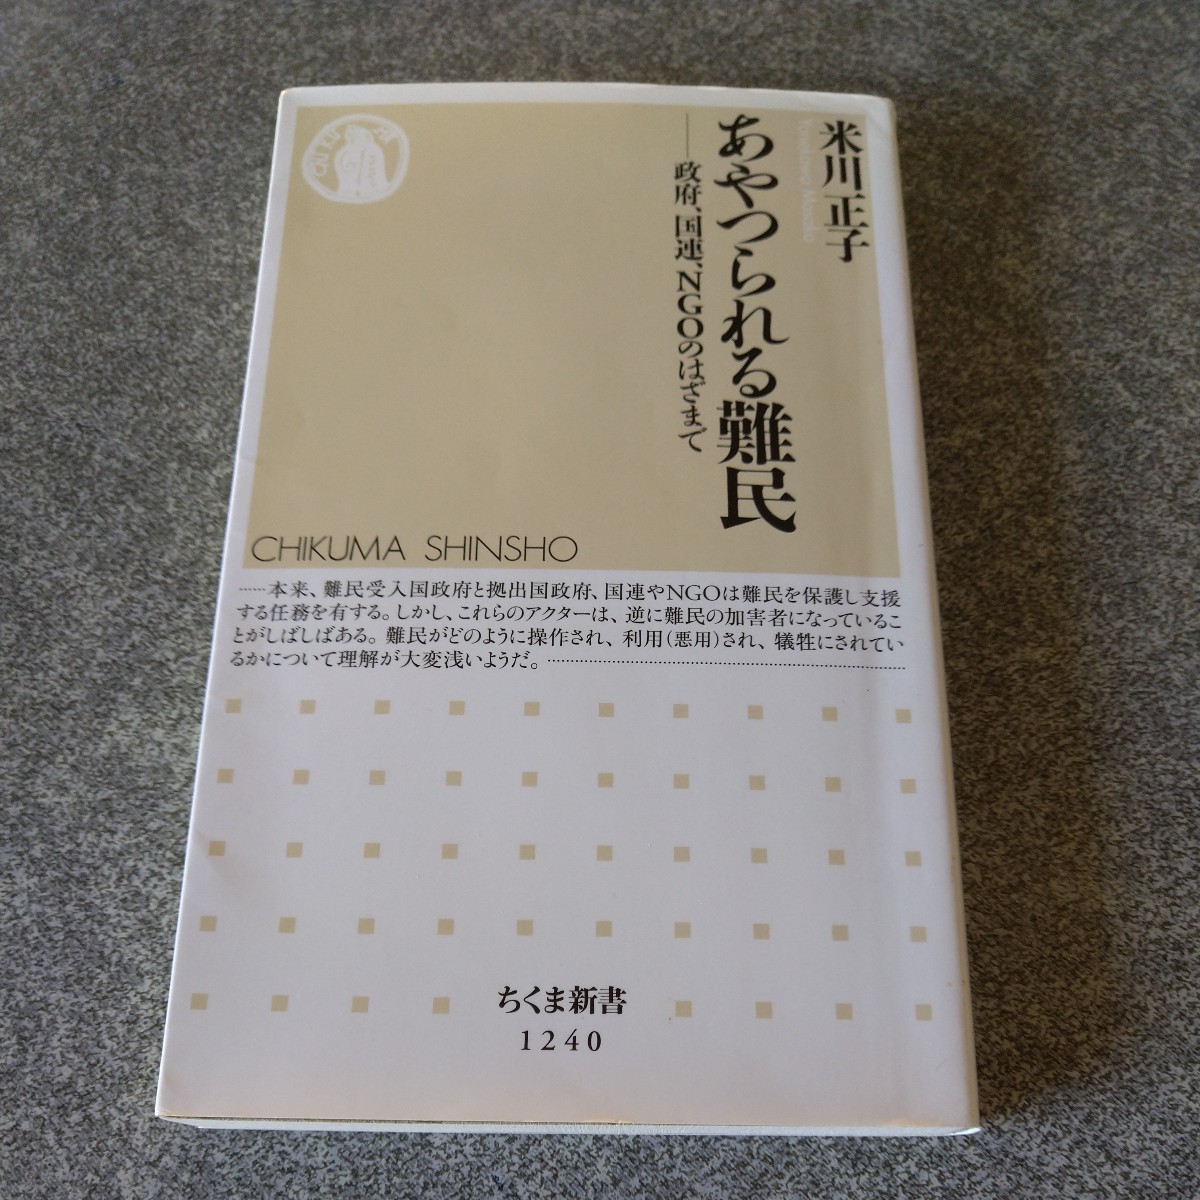 米川正子
Yonekawa Masako
あやつられる難民
──政府、国連、NGOのはざまで
CHIKUMA SHINSHO
……本来、難民受入国政府と拠出国政府、国連やNGOは難民を保護し支援
する任務を有する。しかし、これらのアクターは、逆に難民の加害者になっているこ
とがしばしばある。難民がどのように操作され、利用（悪用）され、犠牲にされてい
るかについて理解が大変浅いようだ。…………
ちくま新書
1240